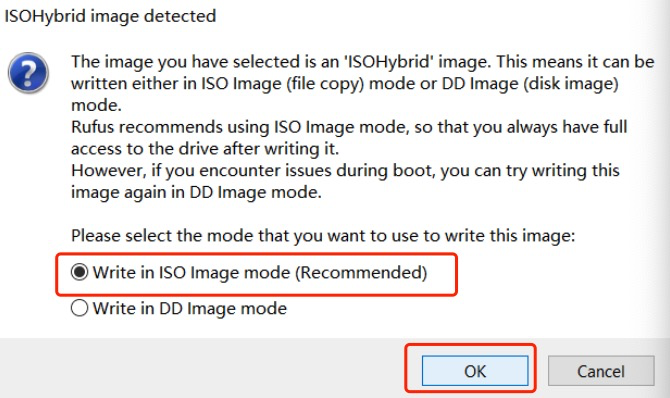 ISOHybrid image detected
The image you have selected is an 'ISOHybrid' image. This means it can be
written either in ISO Image (file copy) mode or DD Image (disk image)
mode.
Rufus recommends using ISO Image mode, so that you always have full
access to the drive after writing it.
However, if you encounter issues during boot, you can try writing this
image again in DD Image mode.
Please select the mode that you want to use to write this image:
Write in ISO Image mode (Recommended)
Write in DD Image mode
OK
Cancel